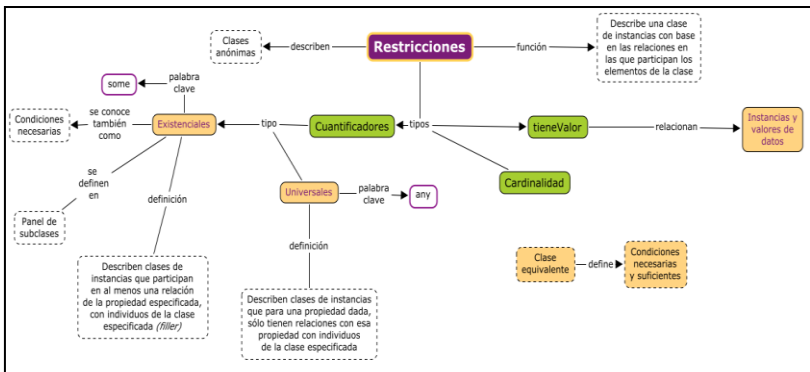 Restricciones
describen
Clases
anónimas
función
Describe una clase
de instancias con base
en las relaciones en
las que participan los
elementos de la clase
tipos
Cuantificadores
tieneValor
relacionan
Instancias y
valores de
datos
Cardinalidad
tipo
Existenciales
palabra
clave
some
se conoce
también
como
Condiciones
necesarias
se
definen
en
Panel de
subclases
definición
Describen clases de
instancias que participan
en al menos una relación
de la propiedad especificada,
con individuos de la clase
especificada (filler)
Universales
palabra
clave
any
definición
Describen clases de instancias
que para una propiedad dada,
sólo tienen relaciones con esa
propiedad con individuos
de la clase especificada
Clase
equivalente
define
Condiciones
necesarias
y suficientes